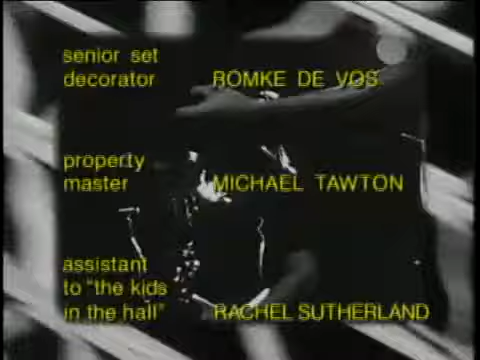 senior set
decorator ROMKE DE VOS
property
master MICHAEL TAWTON
assistant
to "the kids
in the hall" RACHEL SUTHERLAND